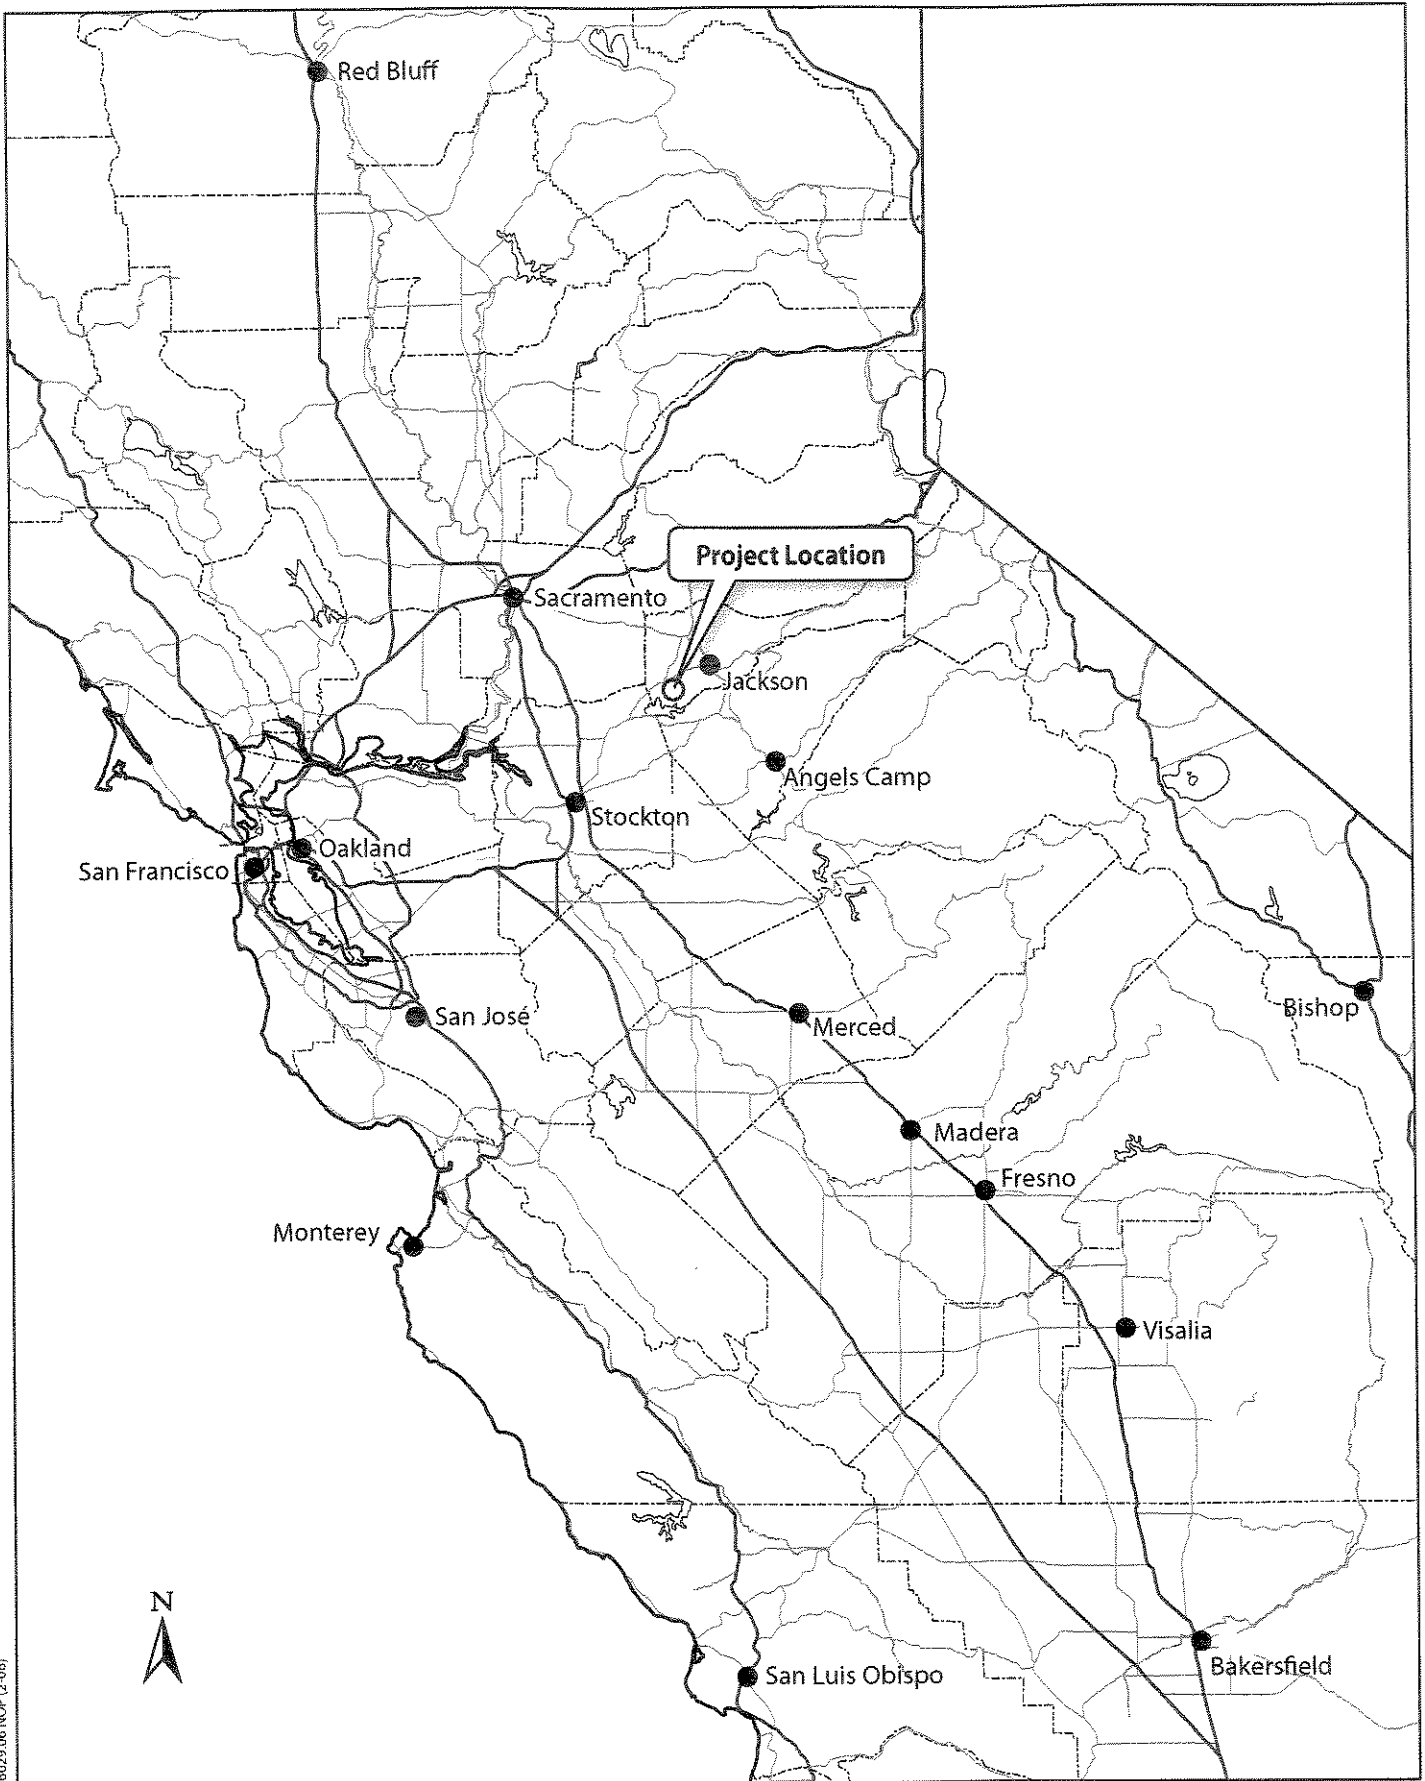 Red Bluff
Project Location
Sacramento
Jackson
Angels Camp
Stockton
Oakland
San Francisco
San José
Merced
Bishop
Madera
Fresno
Monterey
Visalia
N
San Luis Obispo
Bakersfield